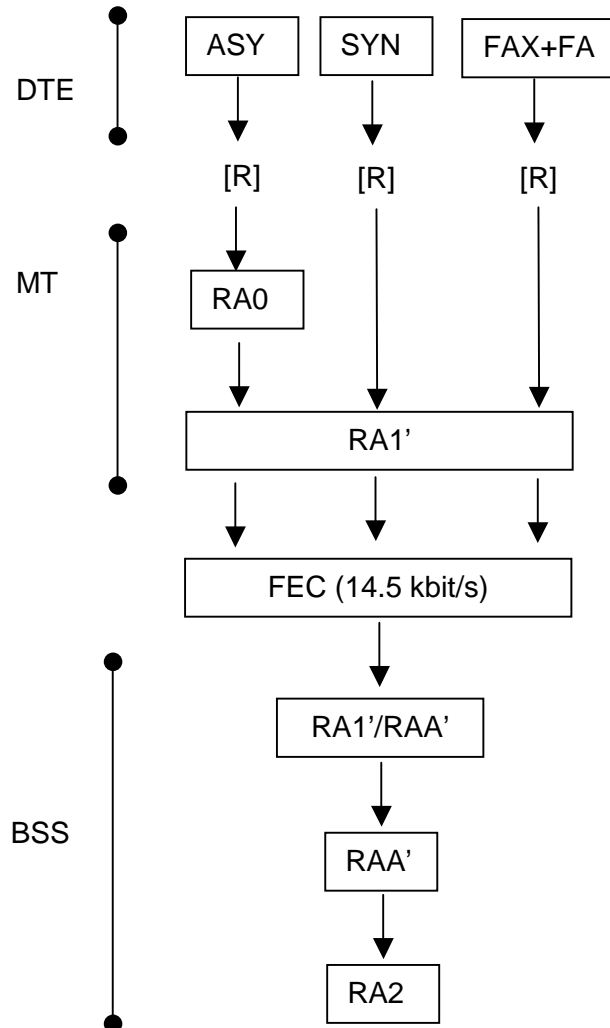 ASY SYN FAX+FA
DTE
[R] [R] [R]
MT
RA0
RA1’
FEC (14.5 kbit/s)
RA1’/RAA’
BSS
RAA’
RA2